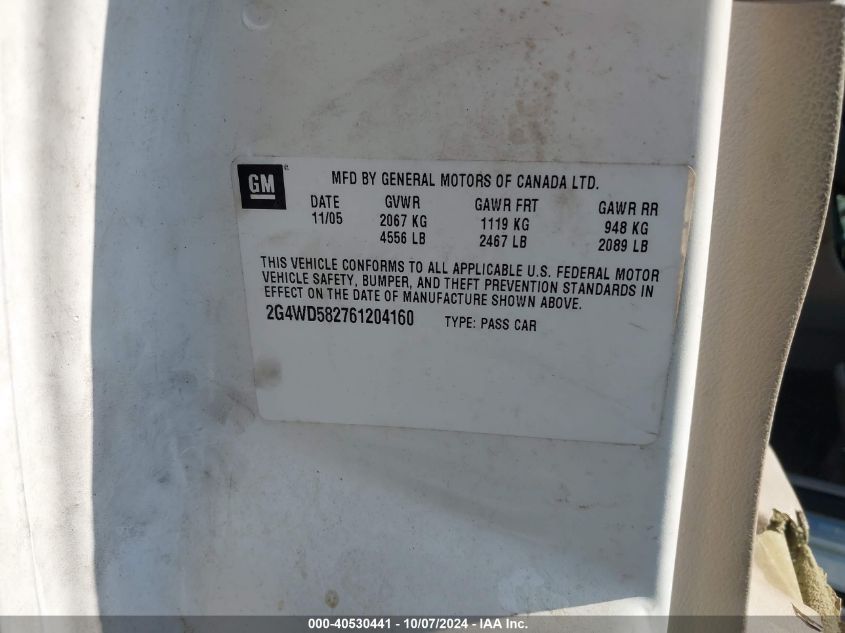 GM
MFD BY GENERAL MOTORS OF CANADA LTD.
DATE GVWR GAWR FRT GAWR RR
11/05 2067 KG 1119 KG 948 KG
4556 LB 2467 LB 2089 LB
THIS VEHICLE CONFORMS TO ALL APPLICABLE U.S. FEDERAL MOTOR
VEHICLE SAFETY, BUMPER, AND THEFT PREVENTION STANDARDS IN
EFFECT ON THE DATE OF MANUFACTURE SHOWN ABOVE.
2G4WD582761204160 TYPE: PASS CAR
000-40530441 - 10/07/2024 - IAA Inc.